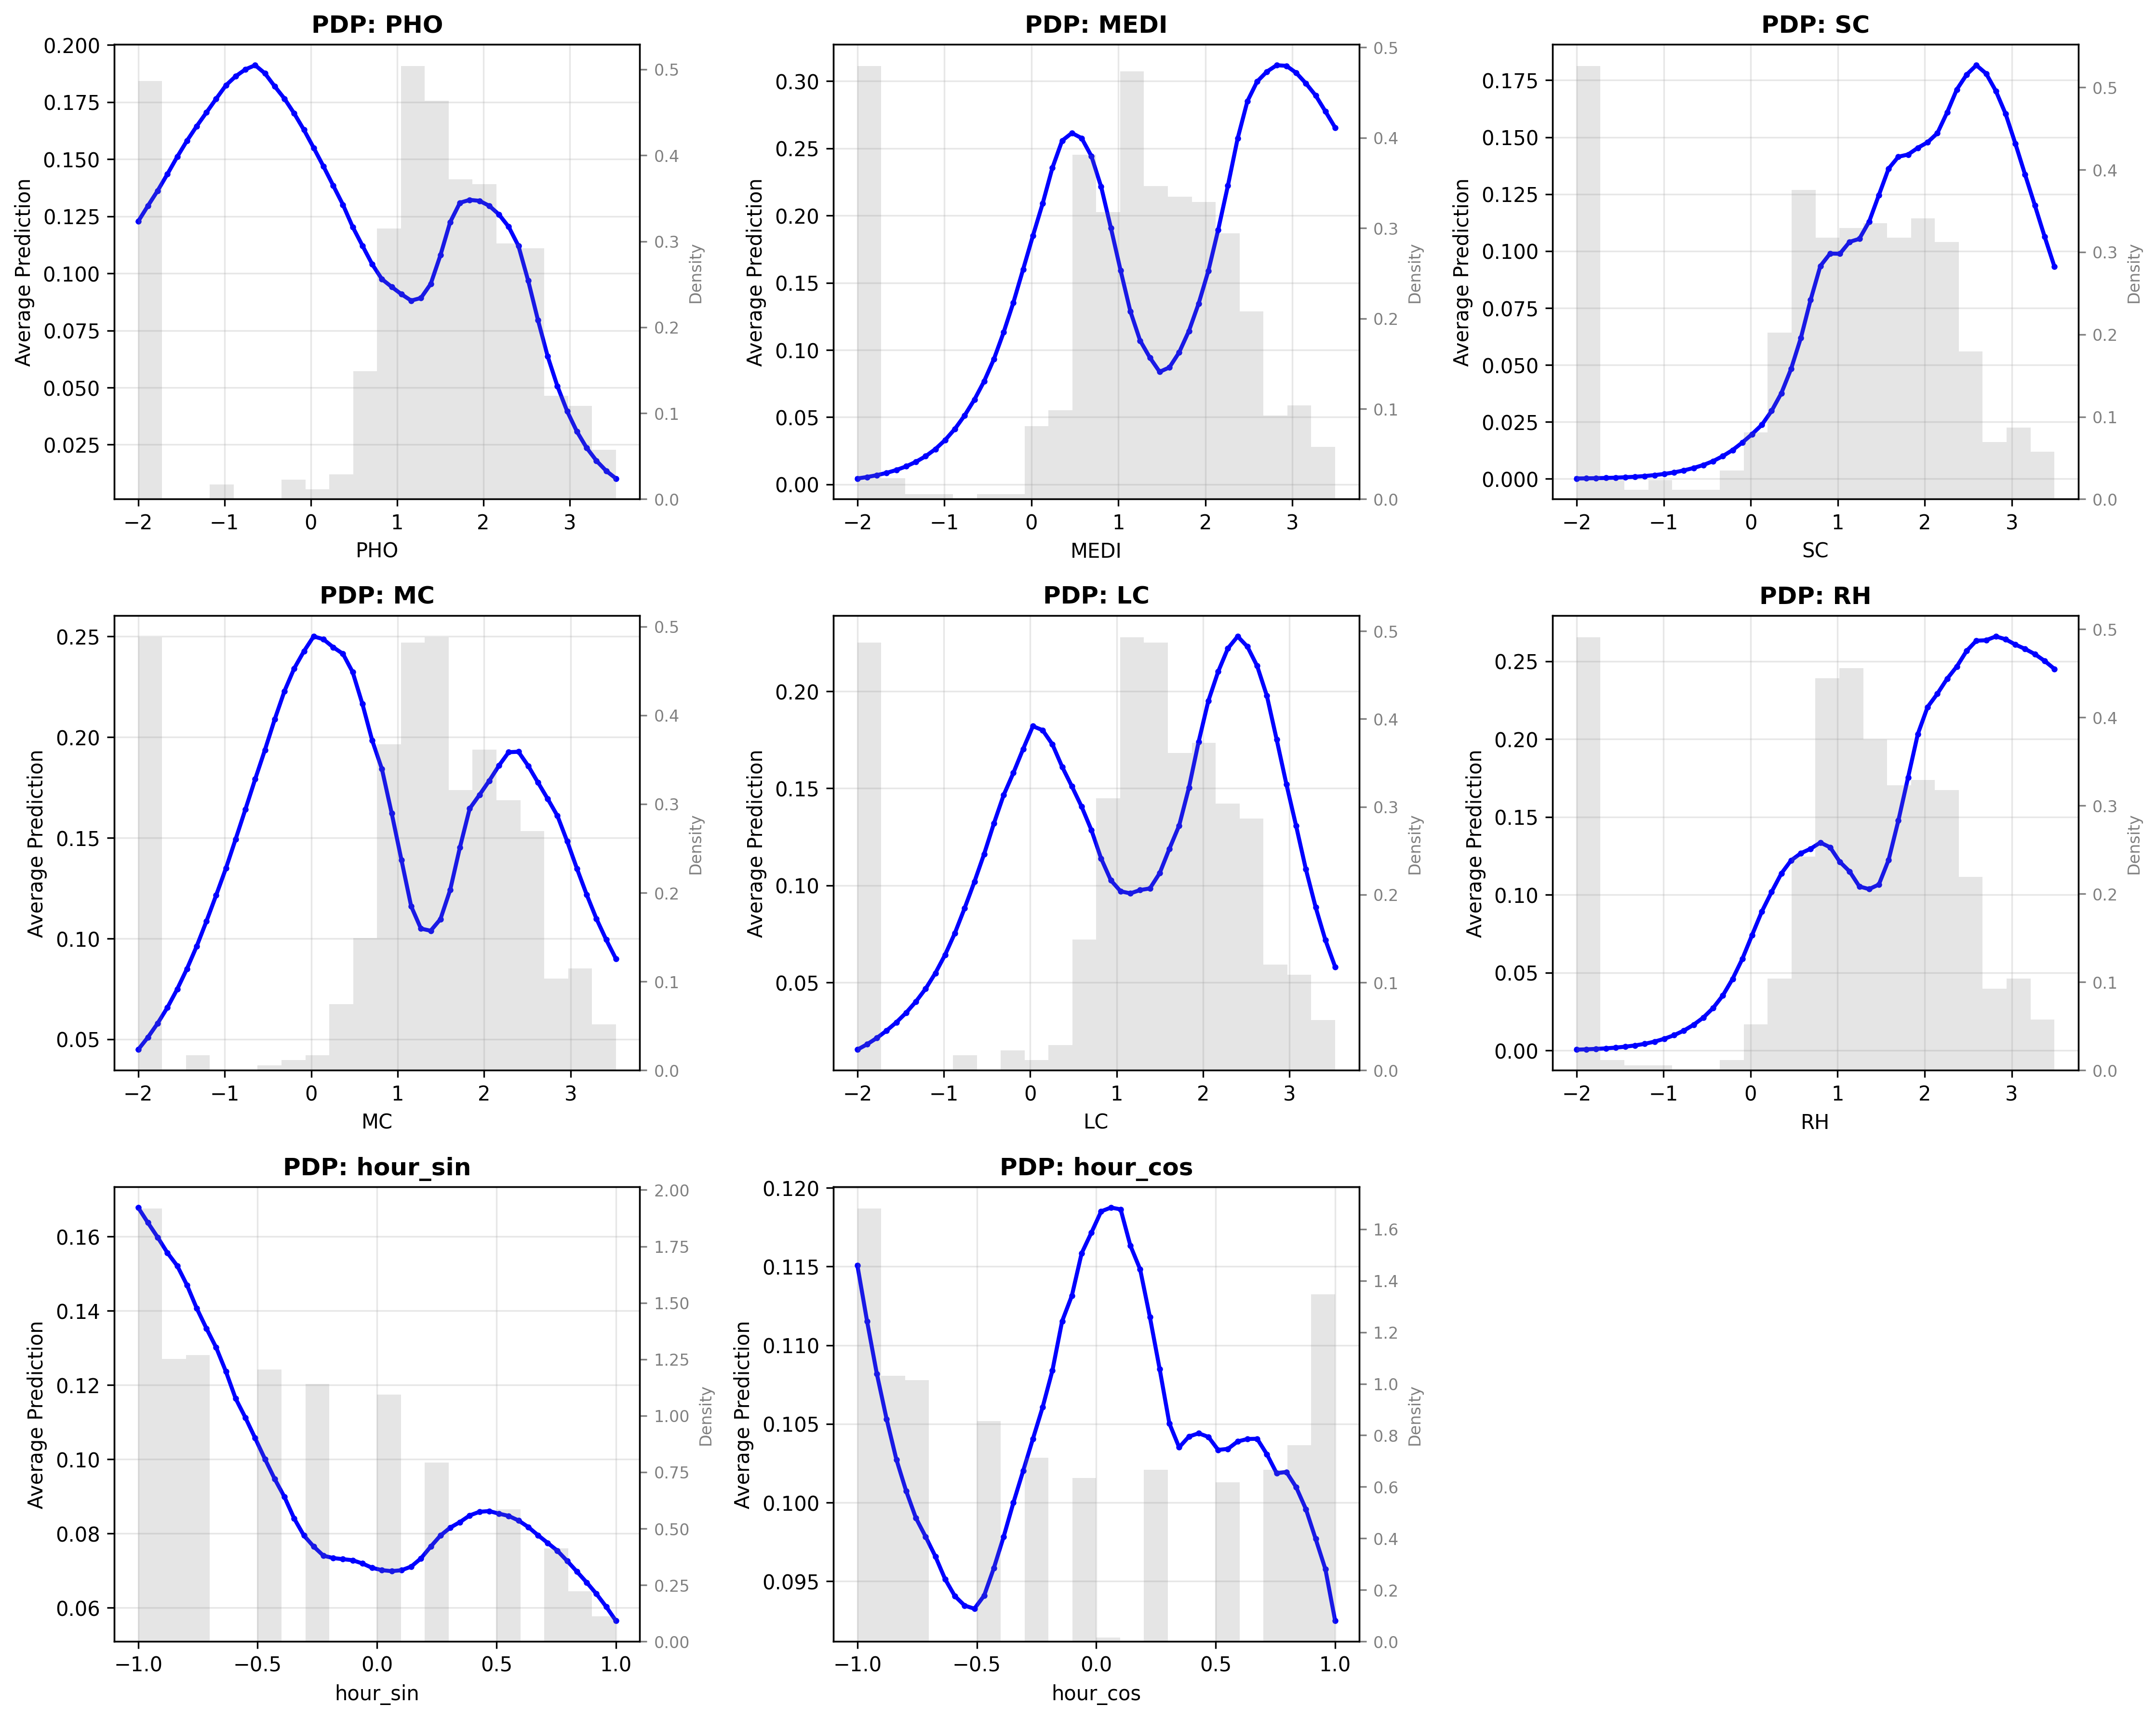 PDP: PHO
0.200
0.175
0.150
0.125
0.100
0.075
0.050
0.025
Average Prediction
0.5
0.4
0.3
0.2
0.1
0.0
Density
−2 −1 0 1 2 3
PHO
PDP: MEDI
0.30
0.25
0.20
0.15
0.10
0.05
0.00
Average Prediction
0.5
0.4
0.3
0.2
0.1
0.0
Density
−2 −1 0 1 2 3
MEDI
PDP: SC
0.175
0.150
0.125
0.100
0.075
0.050
0.025
0.000
Average Prediction
0.5
0.4
0.3
0.2
0.1
0.0
Density
−2 −1 0 1 2 3
SC
PDP: MC
0.25
0.20
0.15
0.10
0.05
Average Prediction
0.5
0.4
0.3
0.2
0.1
0.0
Density
−2 −1 0 1 2 3
MC
PDP: LC
0.20
0.15
0.10
0.05
Average Prediction
0.5
0.4
0.3
0.2
0.1
0.0
Density
−2 −1 0 1 2 3
LC
PDP: RH
0.25
0.20
0.15
0.10
0.05
0.00
Average Prediction
0.5
0.4
0.3
0.2
0.1
0.0
Density
−2 −1 0 1 2 3
RH
PDP: hour_sin
0.16
0.14
0.12
0.10
0.08
0.06
Average Prediction
2.00
1.75
1.50
1.25
1.00
0.75
0.50
0.25
0.00
Density
−1.0 −0.5 0.0 0.5 1.0
hour_sin
PDP: hour_cos
0.120
0.115
0.110
0.105
0.100
0.095
Average Prediction
1.6
1.4
1.2
1.0
0.8
0.6
0.4
0.2
0.0
Density
−1.0 −0.5 0.0 0.5 1.0
hour_cos